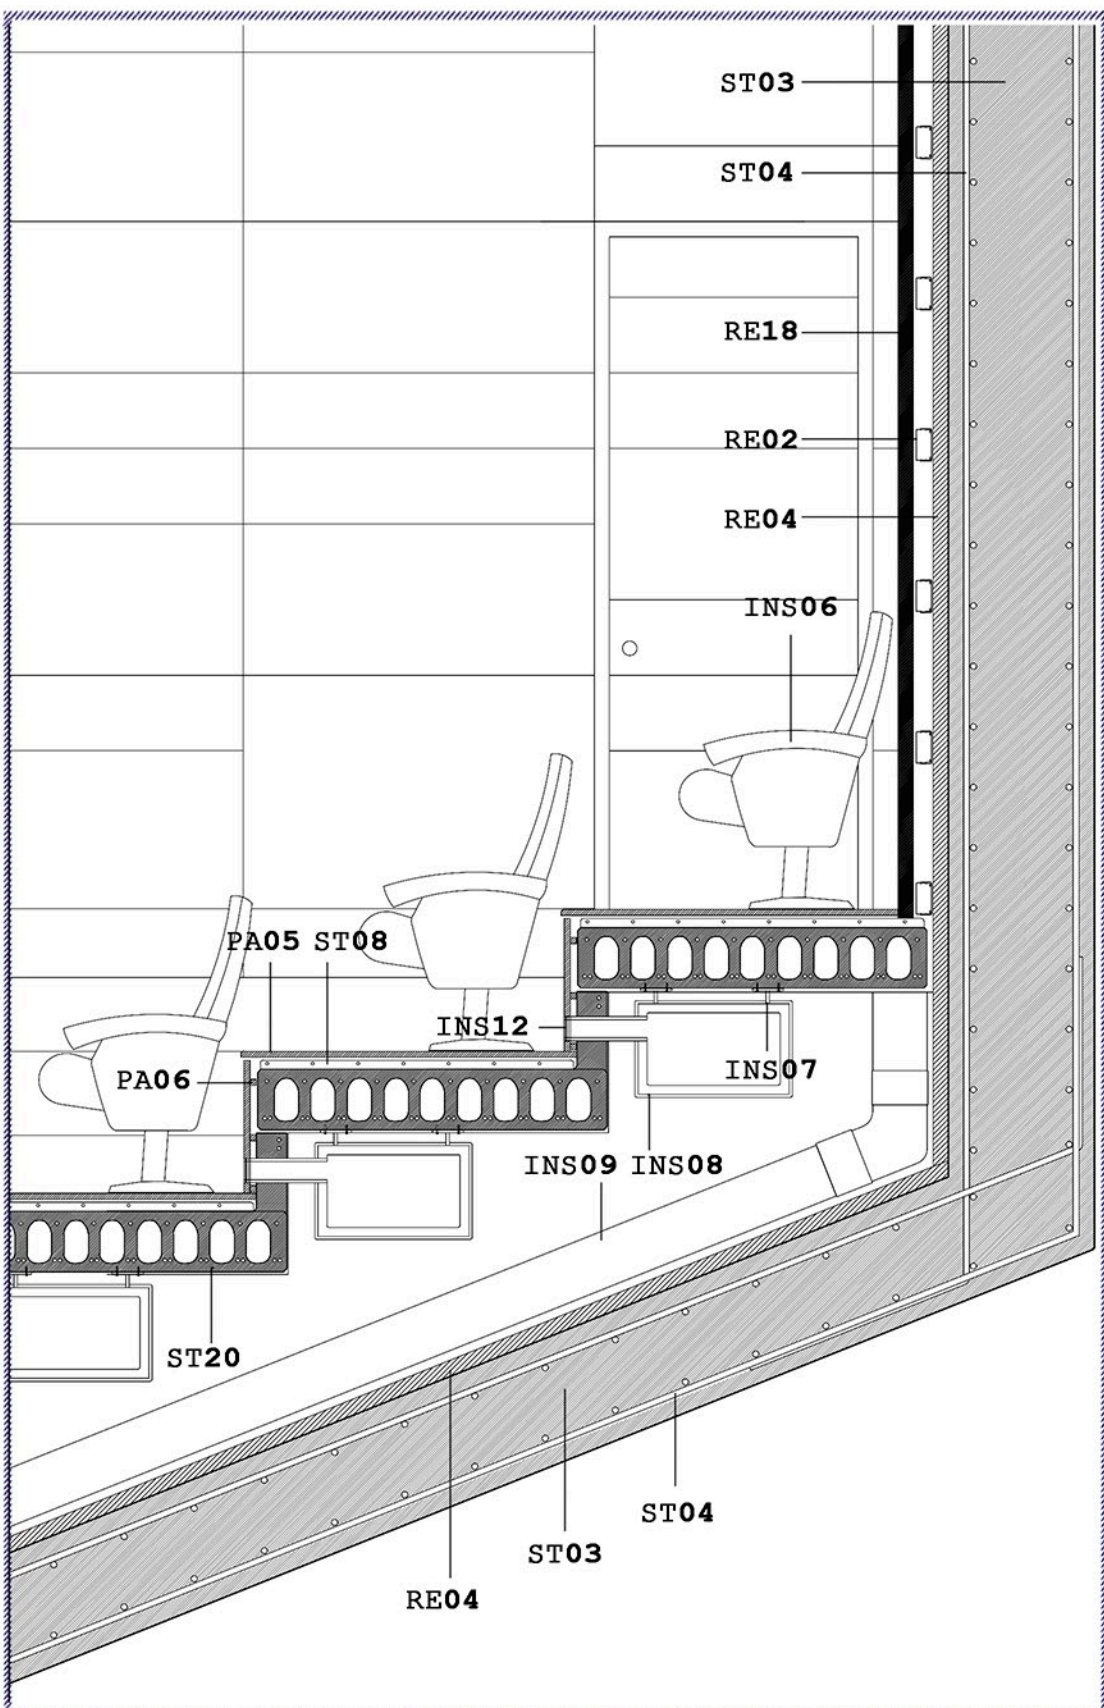 ST03
ST04
RE18
RE02
RE04
INS06
PA05 ST08
INS12
INS07
PA06
INS09 INS08
ST20
ST04
ST03
RE04